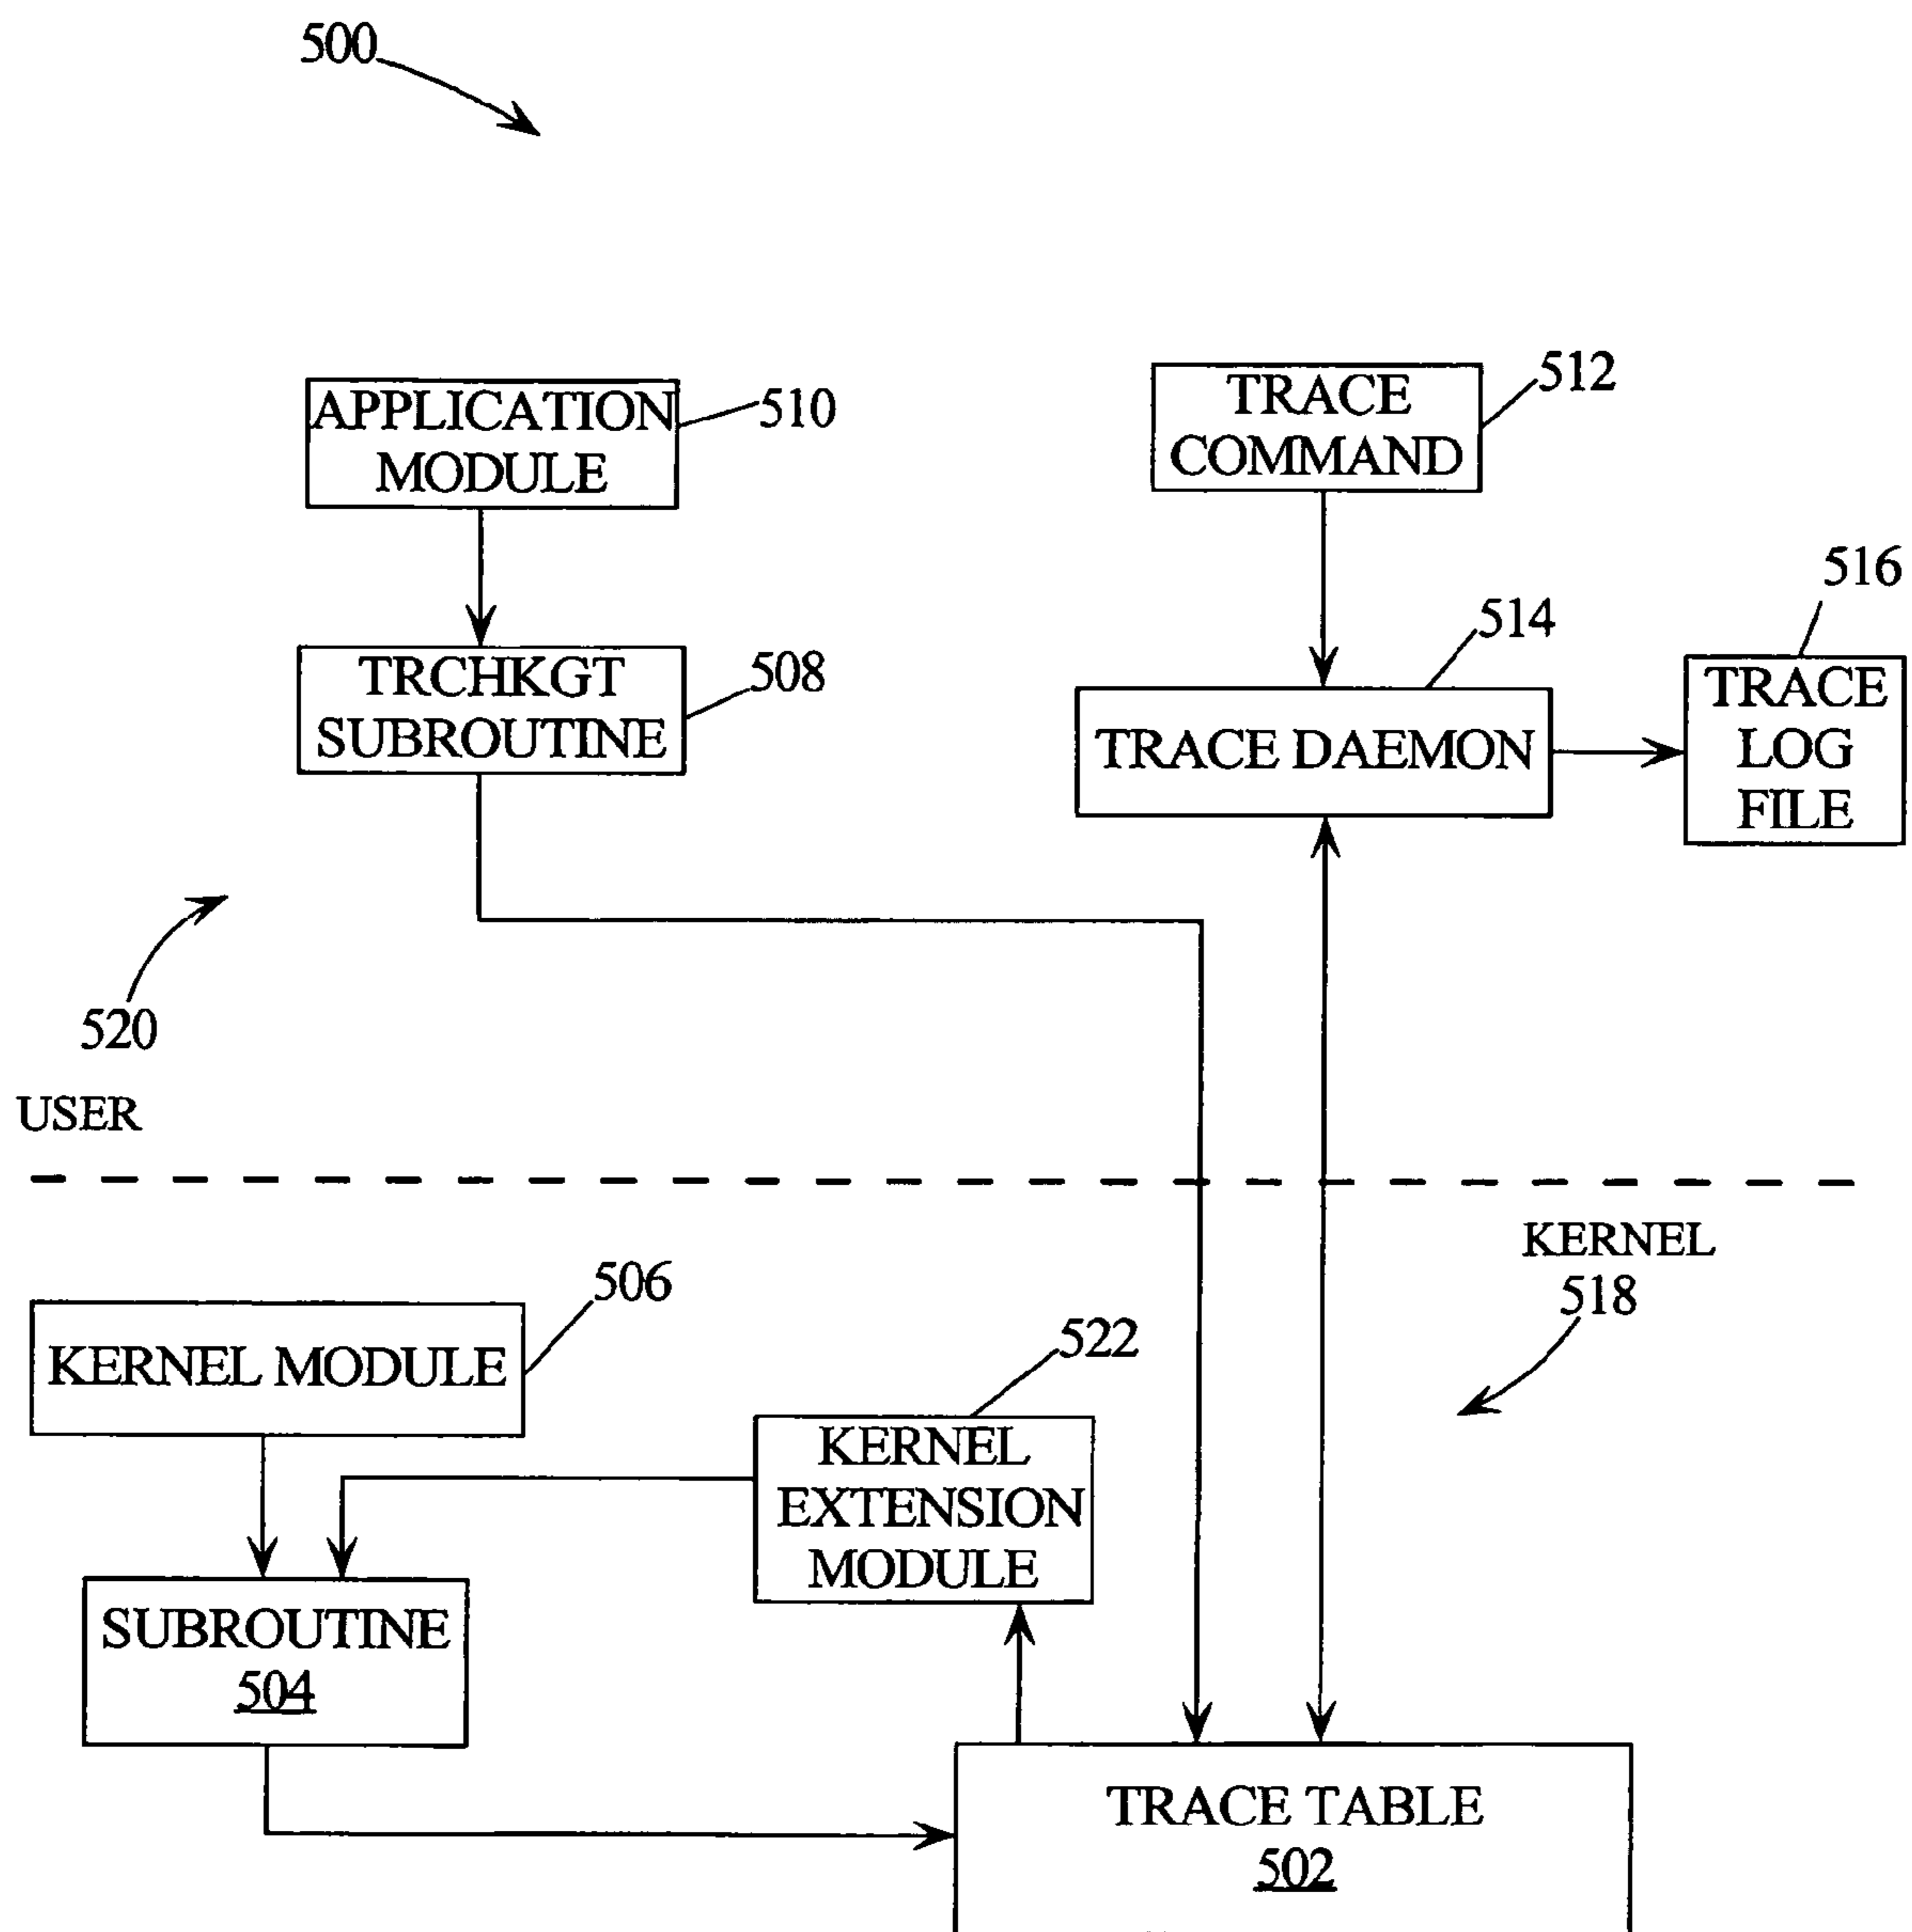 500
APPLICATION
MODULE
510
TRACE
COMMAND
512
TRCHKGT
SUBROUTINE
508
TRACE DAEMON
514
TRACE
LOG
FILE
516
520
USER
KERNEL
518
KERNEL MODULE
506
KERNEL
EXTENSION
MODULE
522
SUBROUTINE
504
TRACE TABLE
502